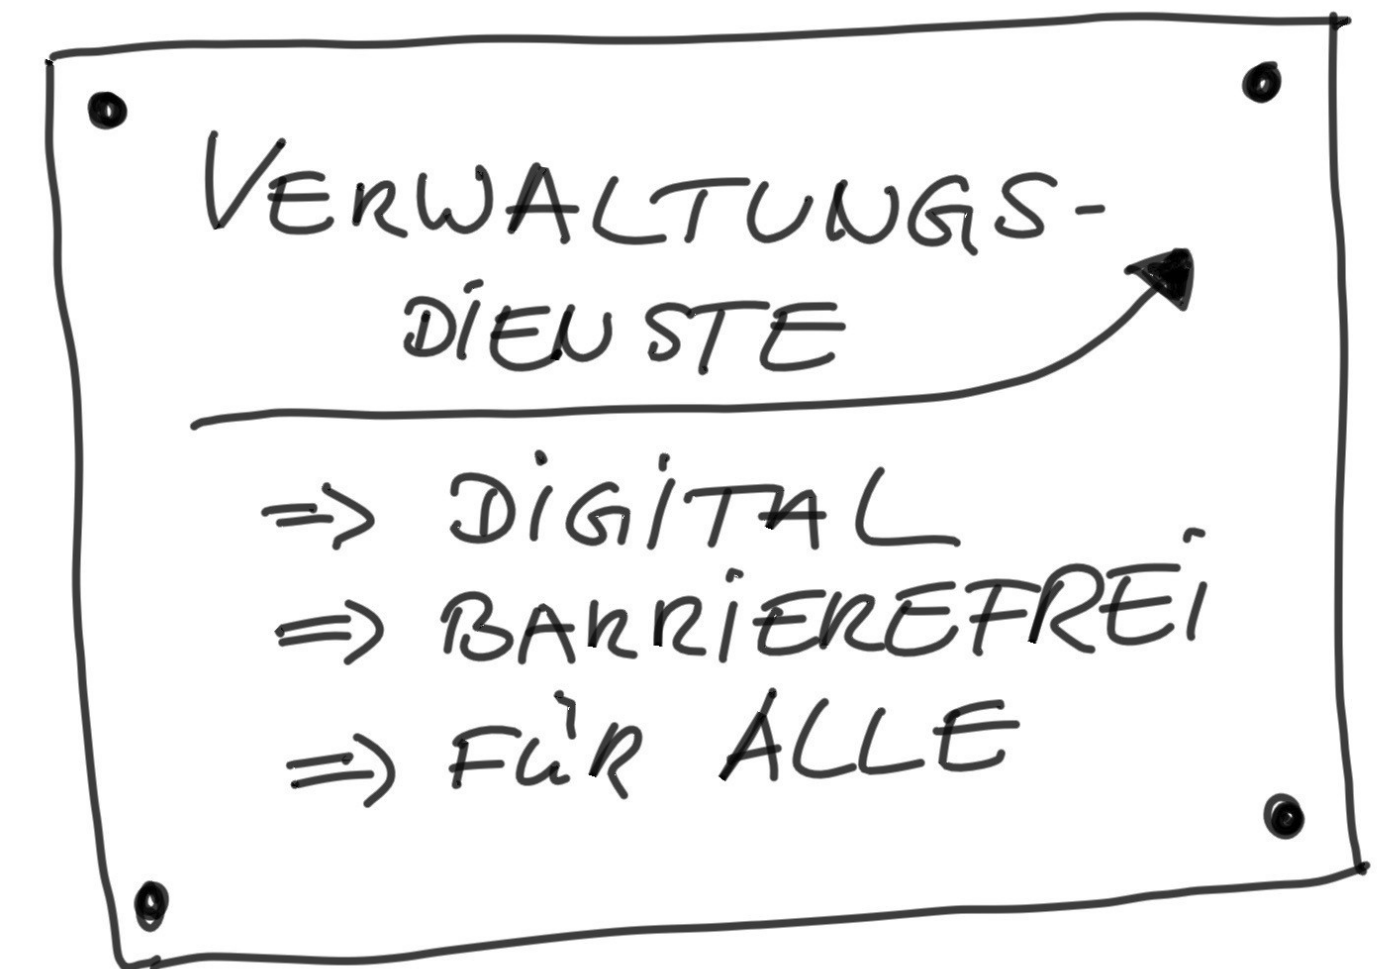 VERWALTUNGS-
DIENSTE
⇒ DIGITAL
⇒ BARRIEREFREI
⇒ FÜR ALLE